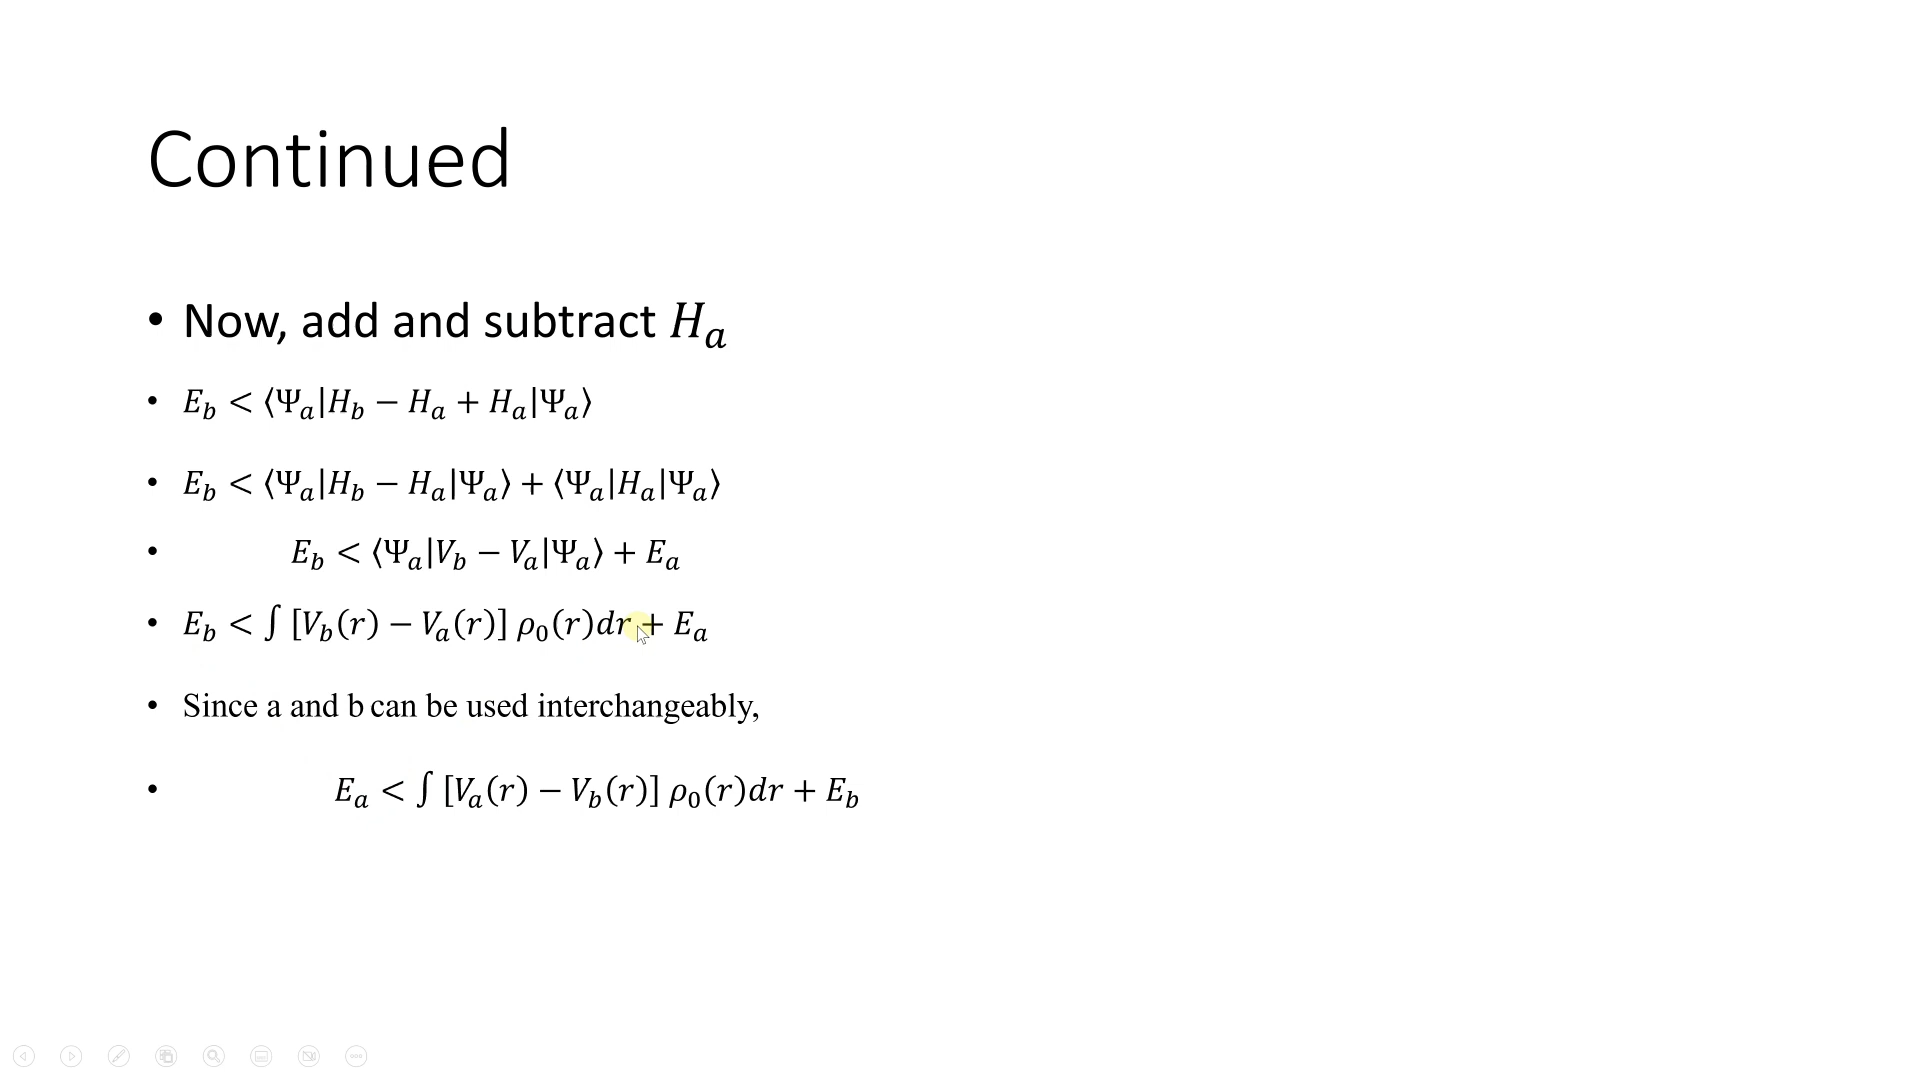 Continued
• Now, add and subtract 𝐻ₐ
• 𝐸_b < ⟨Ψₐ|𝐻_b − 𝐻ₐ + 𝐻ₐ|Ψₐ⟩
• 𝐸_b < ⟨Ψₐ|𝐻_b − 𝐻ₐ|Ψₐ⟩ + ⟨Ψₐ|𝐻ₐ|Ψₐ⟩
• 𝐸_b < ⟨Ψₐ|𝑉_b − 𝑉ₐ|Ψₐ⟩ + 𝐸ₐ
• 𝐸_b < ∫ [𝑉_b(𝑟) − 𝑉ₐ(𝑟)] 𝜌₀(𝑟)𝑑𝑟 + 𝐸ₐ
• Since a and b can be used interchangeably,
• 𝐸ₐ < ∫ [𝑉ₐ(𝑟) − 𝑉_b(𝑟)] 𝜌₀(𝑟)𝑑𝑟 + 𝐸_b